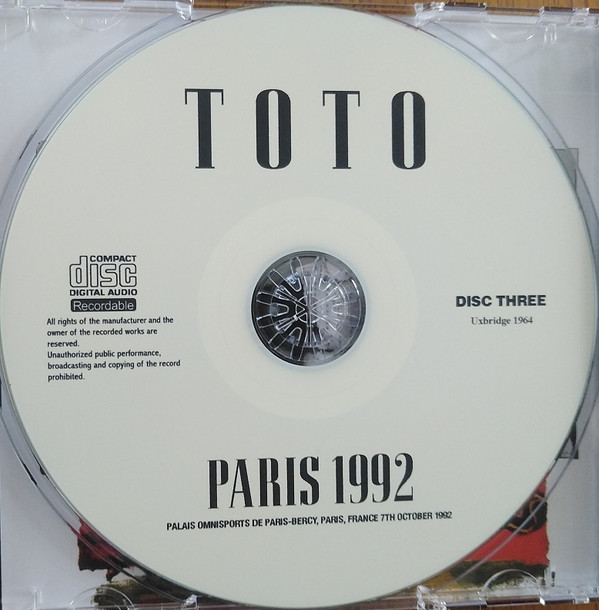 TOTO
COMPACT
disc
DIGITAL AUDIO
Recordable
All rights of the manufacturer and the
owner of the recorded works are
reserved.
Unauthorized public performance,
broadcasting and copying of the record
prohibited.
DISC THREE
Uxbridge 1964
PARIS 1992
PALAIS OMNISPORTS DE PARIS-BERCY, PARIS, FRANCE 7TH OCTOBER 1992